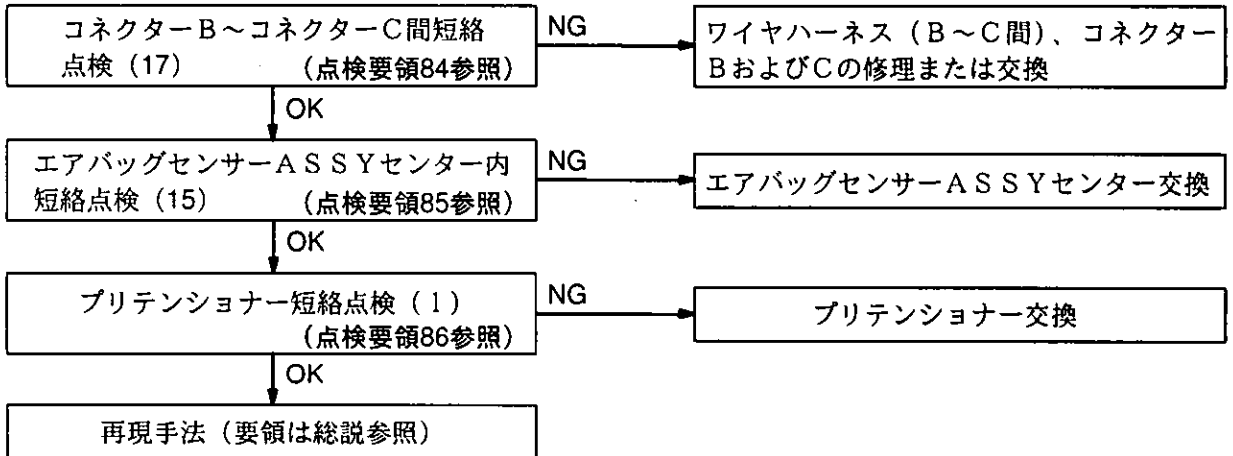 コネクターB～コネクターC間短絡
点検（17）　（点検要領84参照）
NG
ワイヤハーネス（B～C間）、コネクター
BおよびCの修理または交換
OK
エアバッグセンサーＡＳＳＹセンター内
短絡点検（15）　（点検要領85参照）
NG
エアバッグセンサーＡＳＳＹセンター交換
OK
プリテンショナー短絡点検（1）
（点検要領86参照）
NG
プリテンショナー交換
OK
再現手法（要領は総説参照）